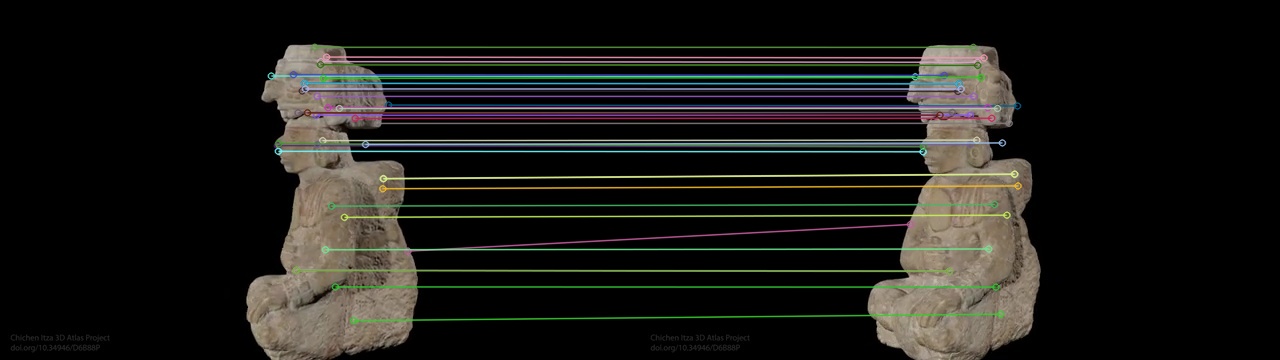 Chichen Itza 3D Atlas Project
doi.org/10.34946/D6B88P
Chichen Itza 3D Atlas Project
doi.org/10.34946/D6B88P